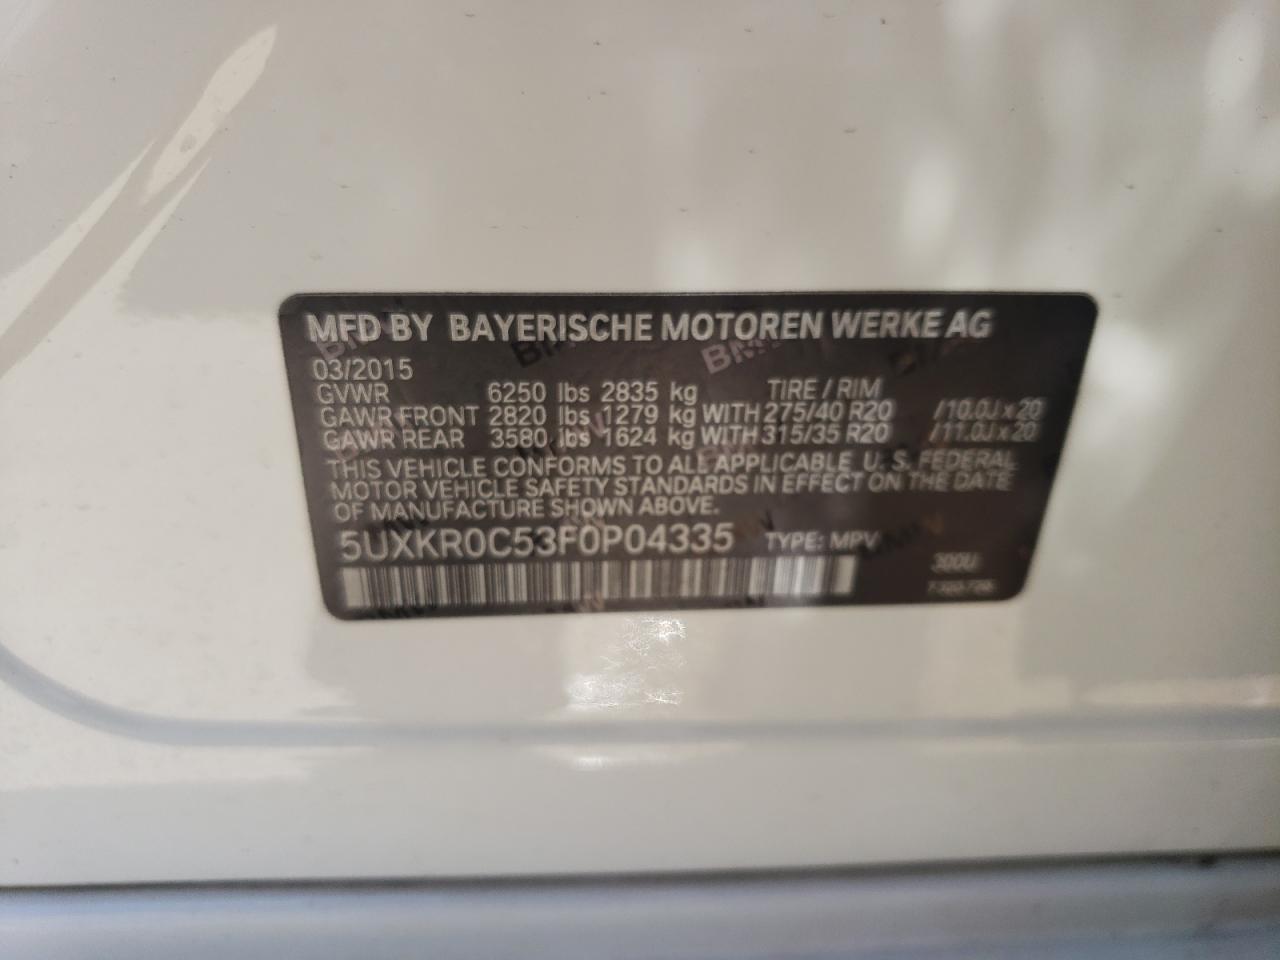 MFD BY BAYERISCHE MOTOREN WERKE AG
03/2015
GVWR 6250 lbs 2835 kg TIRE / RIM
GAWR FRONT 2820 lbs 1279 kg WITH 275/40 R20 /10.0J x 20
GAWR REAR 3580 lbs 1624 kg WITH 315/35 R20 /11.0J x 20
THIS VEHICLE CONFORMS TO ALL APPLICABLE U. S. FEDERAL
MOTOR VEHICLE SAFETY STANDARDS IN EFFECT ON THE DATE
OF MANUFACTURE SHOWN ABOVE.
5UXKR0C53F0P04335 TYPE: MPV
300U